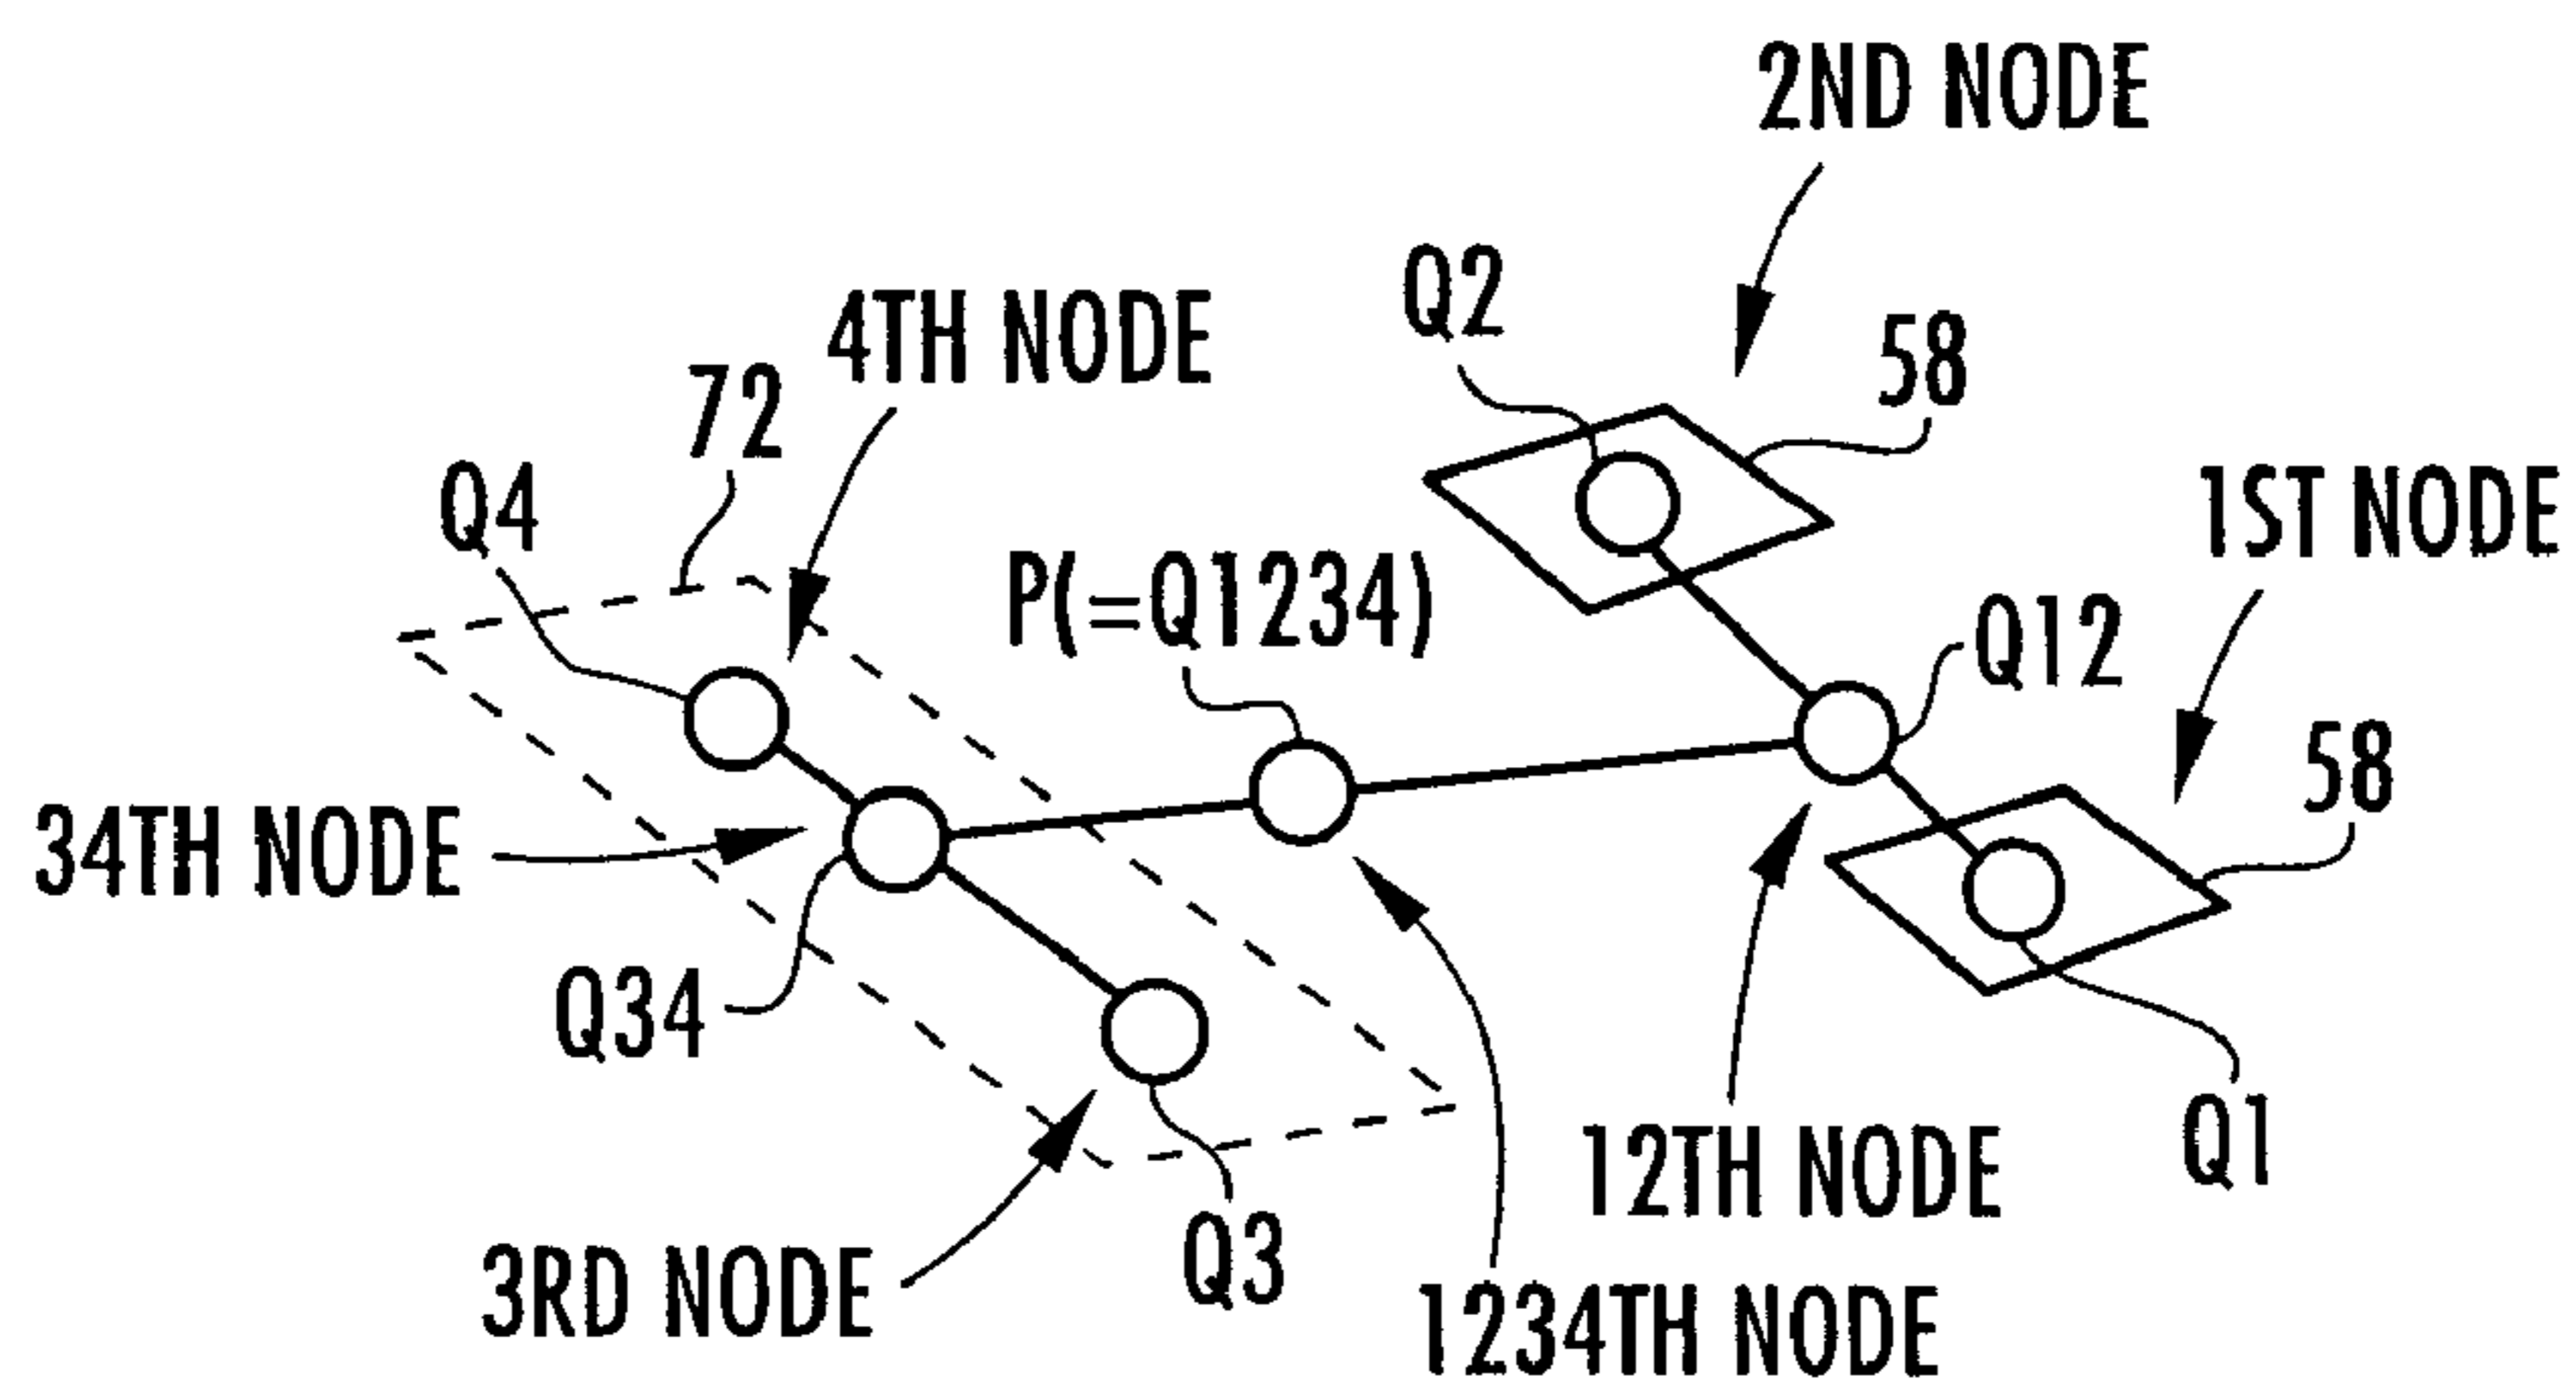 2ND NODE
Q2
4TH NODE
58
72
Q4
1ST NODE
P(=Q1234)
Q12
58
34TH NODE
Q34
Q1
12TH NODE
Q3
3RD NODE
1234TH NODE